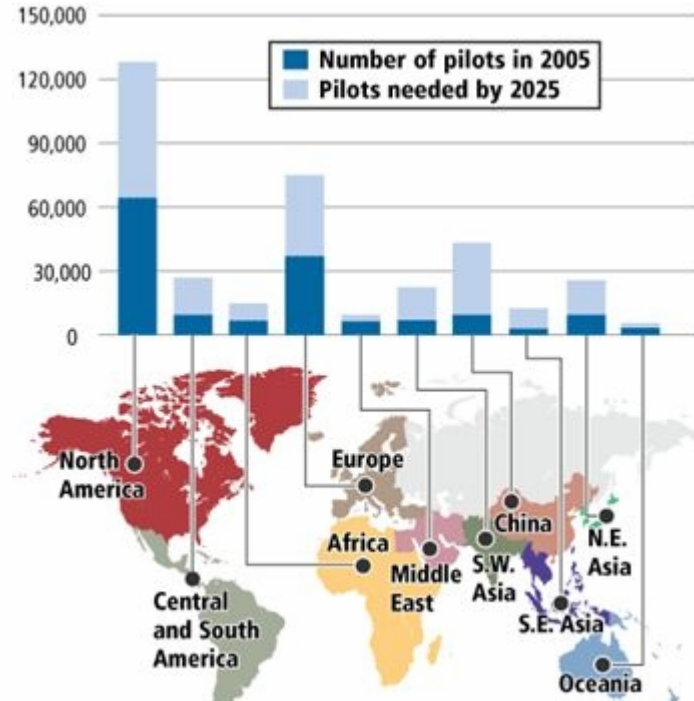 150,000
120,000
90,000
60,000
30,000
0
Number of pilots in 2005
Pilots needed by 2025
North
America
Central
and South
America
Africa
Europe
Middle
East
S.W.
Asia
China
S.E. Asia
N.E.
Asia
Oceania